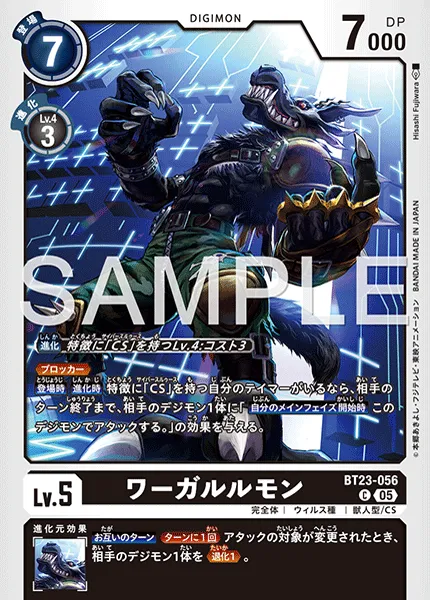 登場
とうじょう
7
DIGIMON
7000
DP
進化
しんか
Lv.4
3
Hisashi Fujiwara
BANDAI MADE IN JAPAN
©本郷あきよし・フジテレビ・東映アニメーション
SAMPLE
進化 特徴に「CS」を持つLv.4:コスト3
ブロッカー
登場時 進化時 特徴に「CS」を持つ自分のテイマーがいるなら、相手の
ターン終了まで、相手のデジモン1体に「 自分のメインフェイズ開始時 この
デジモンでアタックする。」の効果を与える。
Lv.5
ワーガルルモン
BT23-056
C 05
完全体 | ウィルス種 | 獣人型/CS
進化元効果
お互いのターン ターンに1回 アタックの対象が変更されたとき、
相手のデジモン1体を 退化1 。